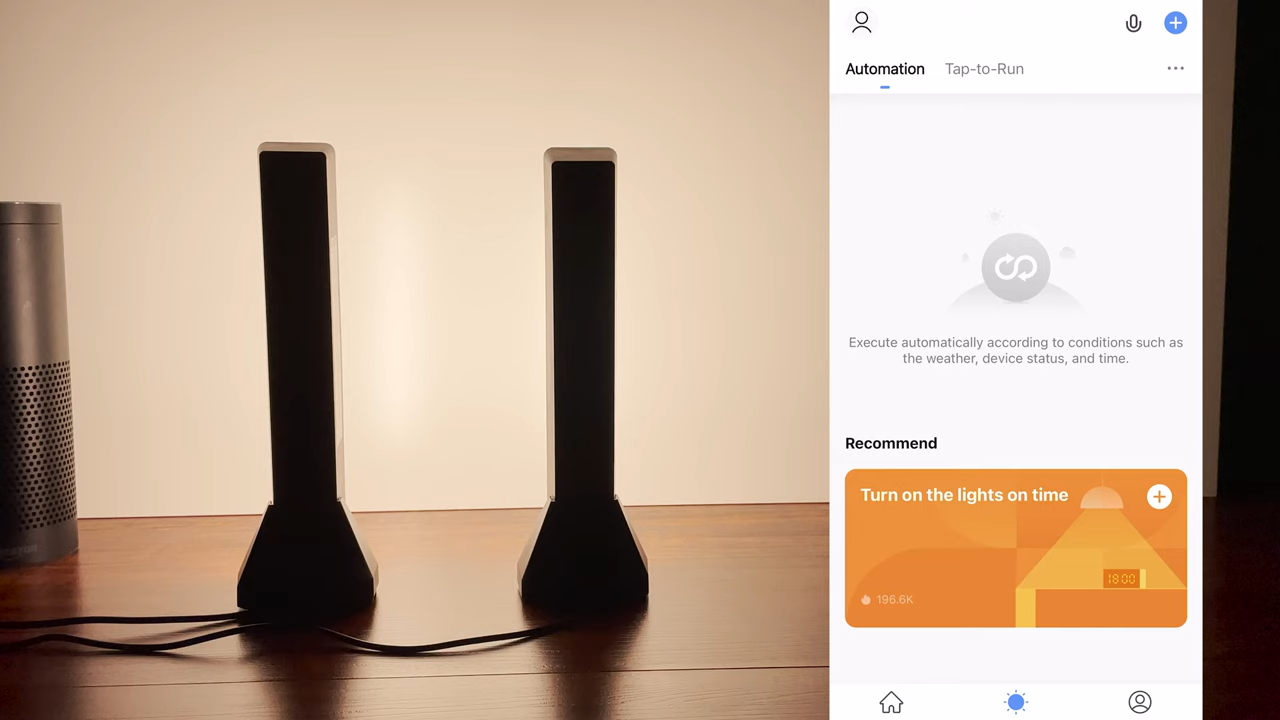 Automation Tap-to-Run
Execute automatically according to conditions such as
the weather, device status, and time.
Recommend
Turn on the lights on time
18:00
196.6K